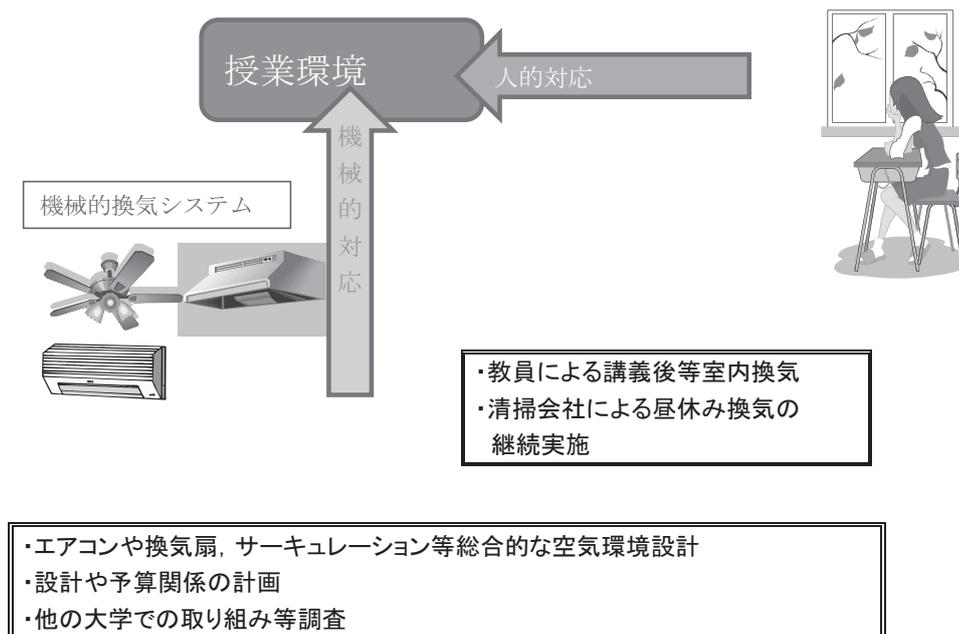 授業環境
人的対応
機械的対応
機械的換気システム
・教員による講義後等室内換気
・清掃会社による昼休み換気の
継続実施
・エアコンや換気扇，サーキュレーション等総合的な空気環境設計
・設計や予算関係の計画
・他の大学での取り組み等調査